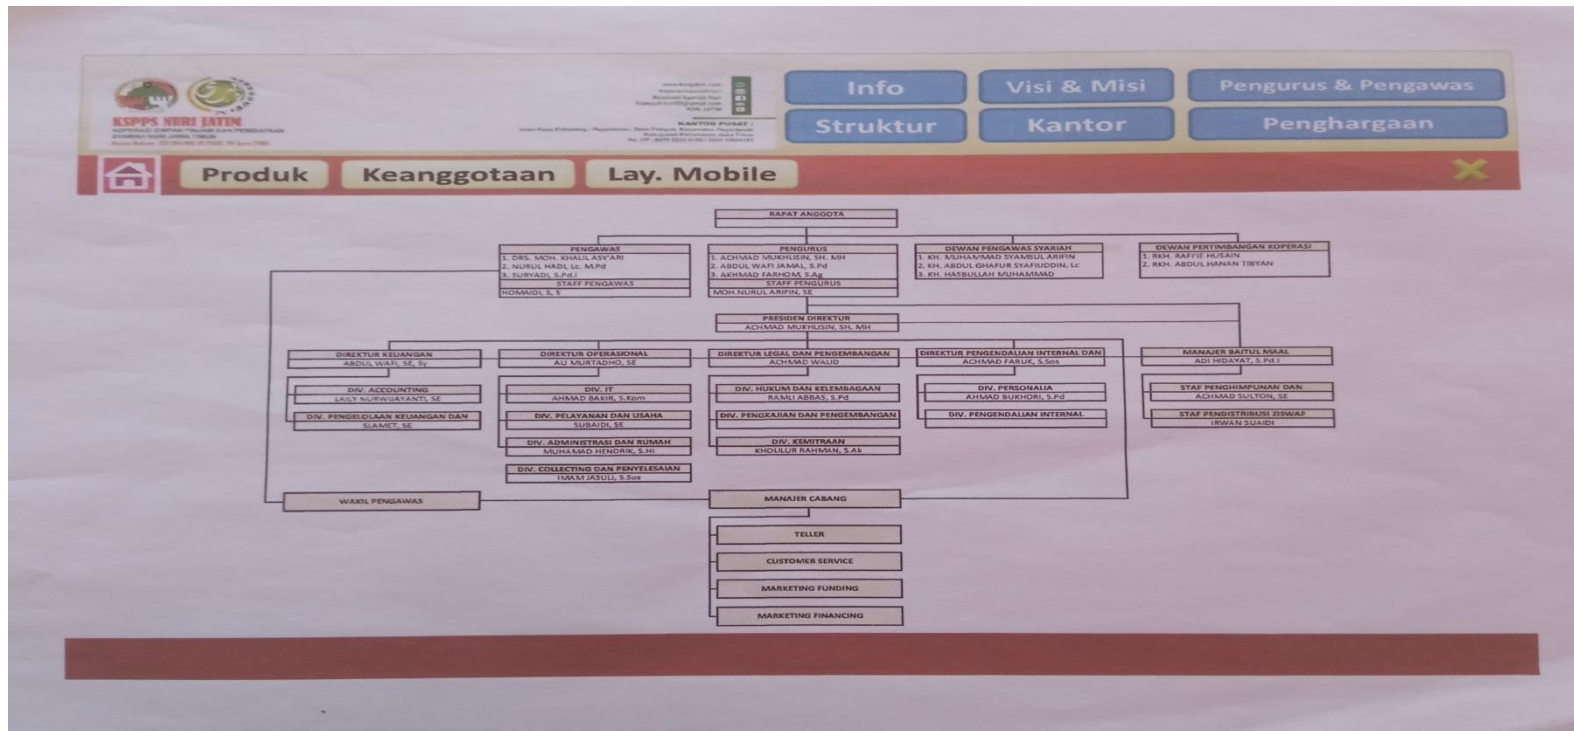 KSPPS NURI JATIM
KOPERASI SIMPAN PINJAM DAN PEMBIAYAAN
SYARIAH NURI JAWA TIMUR
KANTOR PUSAT :
Info
Visi & Misi
Pengurus & Pengawas
Struktur
Kantor
Penghargaan
Produk
Keanggotaan
Lay. Mobile
RAPAT ANGGOTA
PENGAWAS
1. DRS. MOH. KHALIL ASY'ARI
2. NURUL HADI, Lc. M.Pd
3. SURYADI, S.Pd.I
STAFF PENGAWAS
HOMAIDI, S, S
PENGURUS
1. ACHMAD MUKHLISIN, SH. MH
2. ABDUL WAFI JAMAL, S.Pd
3. AKHMAD FARHOM, S.Ag
STAFF PENGURUS
MOH.NURUL ARIFIN, SE
DEWAN PENGAWAS SYARIAH
1. KH. MUHAMMAD SYAMSUL ARIFIN
2. KH. ABDUL GHAFUR SYAFIUDDIN, Lc
3. KH. HASBULLAH MUHAMMAD
DEWAN PERTIMBANGAN KOPERASI
1. RKH. RAFFIE HUSAIN
2. RKH. ABDUL HANAN TIBYAN
PRESIDEN DIREKTUR
ACHMAD MUKHLISIN, SH. MH
DIREKTUR KEUANGAN
ABDUL WAFI, SE, Sy
DIREKTUR OPERASIONAL
ALI MURTADHO, SE
DIREKTUR LEGAL DAN PENGEMBANGAN
ACHMAD WALID
DIREKTUR PENGENDALIAN INTERNAL DAN
ACHMAD FARUK, S.Sos
MANAJER BAITUL MAAL
ADI HIDAYAT, S.Pd.I
DIV. ACCOUNTING
LAILY NURWIJAYANTI, SE
DIV. PENGELOLAAN KEUANGAN DAN
SLAMET, SE
DIV. IT
AHMAD BAKIR, S.Kom
DIV. PELAYANAN DAN USAHA
SUBAIDI, SE
DIV. ADMINISTRASI DAN RUMAH
MUHAMAD HENDRIK, S.HI
DIV. COLLECTING DAN PENYELESAIAN
IMAM JASULI, S.Sos
DIV. HUKUM DAN KELEMBAGAAN
RAMLI ABBAS, S.Pd
DIV. PENGKAJIAN DAN PENGEMBANGAN
DIV. KEMITRAAN
KHOLILUR RAHMAN, S.Ak
DIV. PERSONALIA
AHMAD BUKHORI, S.Pd
DIV. PENGENDALIAN INTERNAL
STAF PENGHIMPUNAN DAN
ACHMAD SULTON, SE
STAF PENDISTRIBUSI ZISWAF
IRWAN SUAIDI
WAKIL PENGAWAS
MANAJER CABANG
TELLER
CUSTOMER SERVICE
MARKETING FUNDING
MARKETING FINANCING